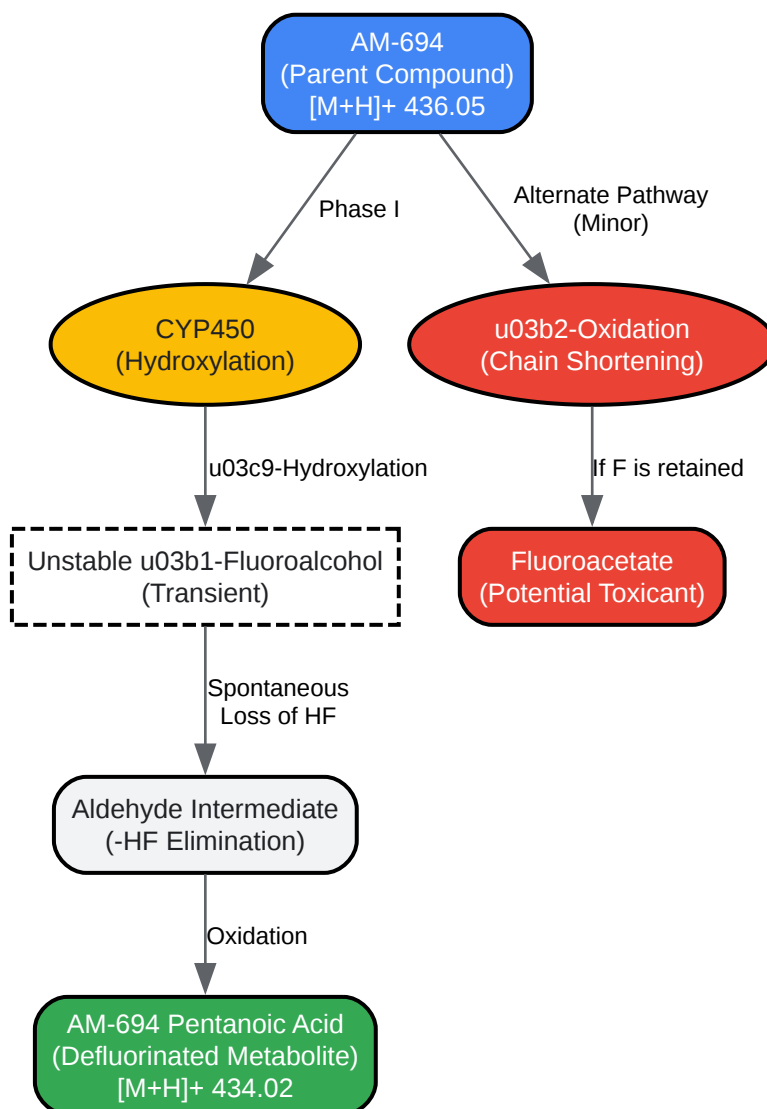 AM-694
(Parent Compound)
[M+H]+ 436.05
Phase I
Alternate Pathway
(Minor)
CYP450
(Hydroxylation)
u03b2-Oxidation
(Chain Shortening)
u03c9-Hydroxylation
If F is retained
Unstable u03b1-Fluoroalcohol
(Transient)
Fluoroacetate
(Potential Toxicant)
Spontaneous
Loss of HF
Aldehyde Intermediate
(-HF Elimination)
Oxidation
AM-694 Pentanoic Acid
(Defluorinated Metabolite)
[M+H]+ 434.02